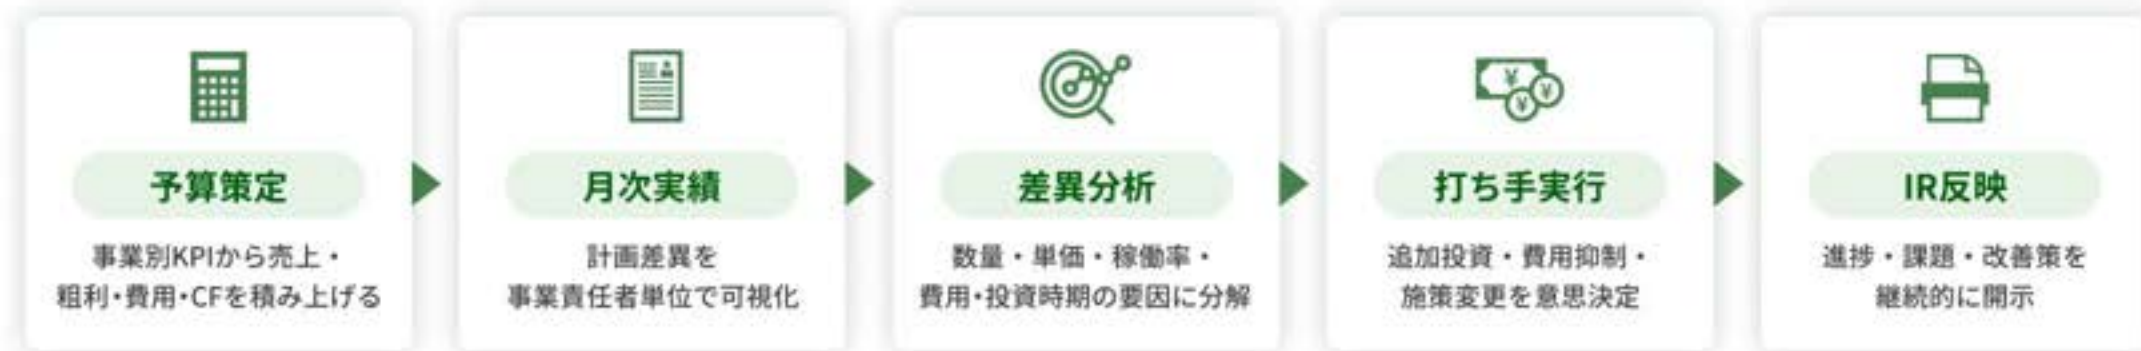 予算策定
事業別KPIから売上・
粗利・費用・CFを積み上げる
月次実績
計画差異を
事業責任者単位で可視化
差異分析
数量・単価・稼働率・
費用・投資時期の要因に分解
¥
¥
¥
打ち手実行
追加投資・費用抑制・
施策変更を意思決定
IR反映
進捗・課題・改善策を
継続的に開示